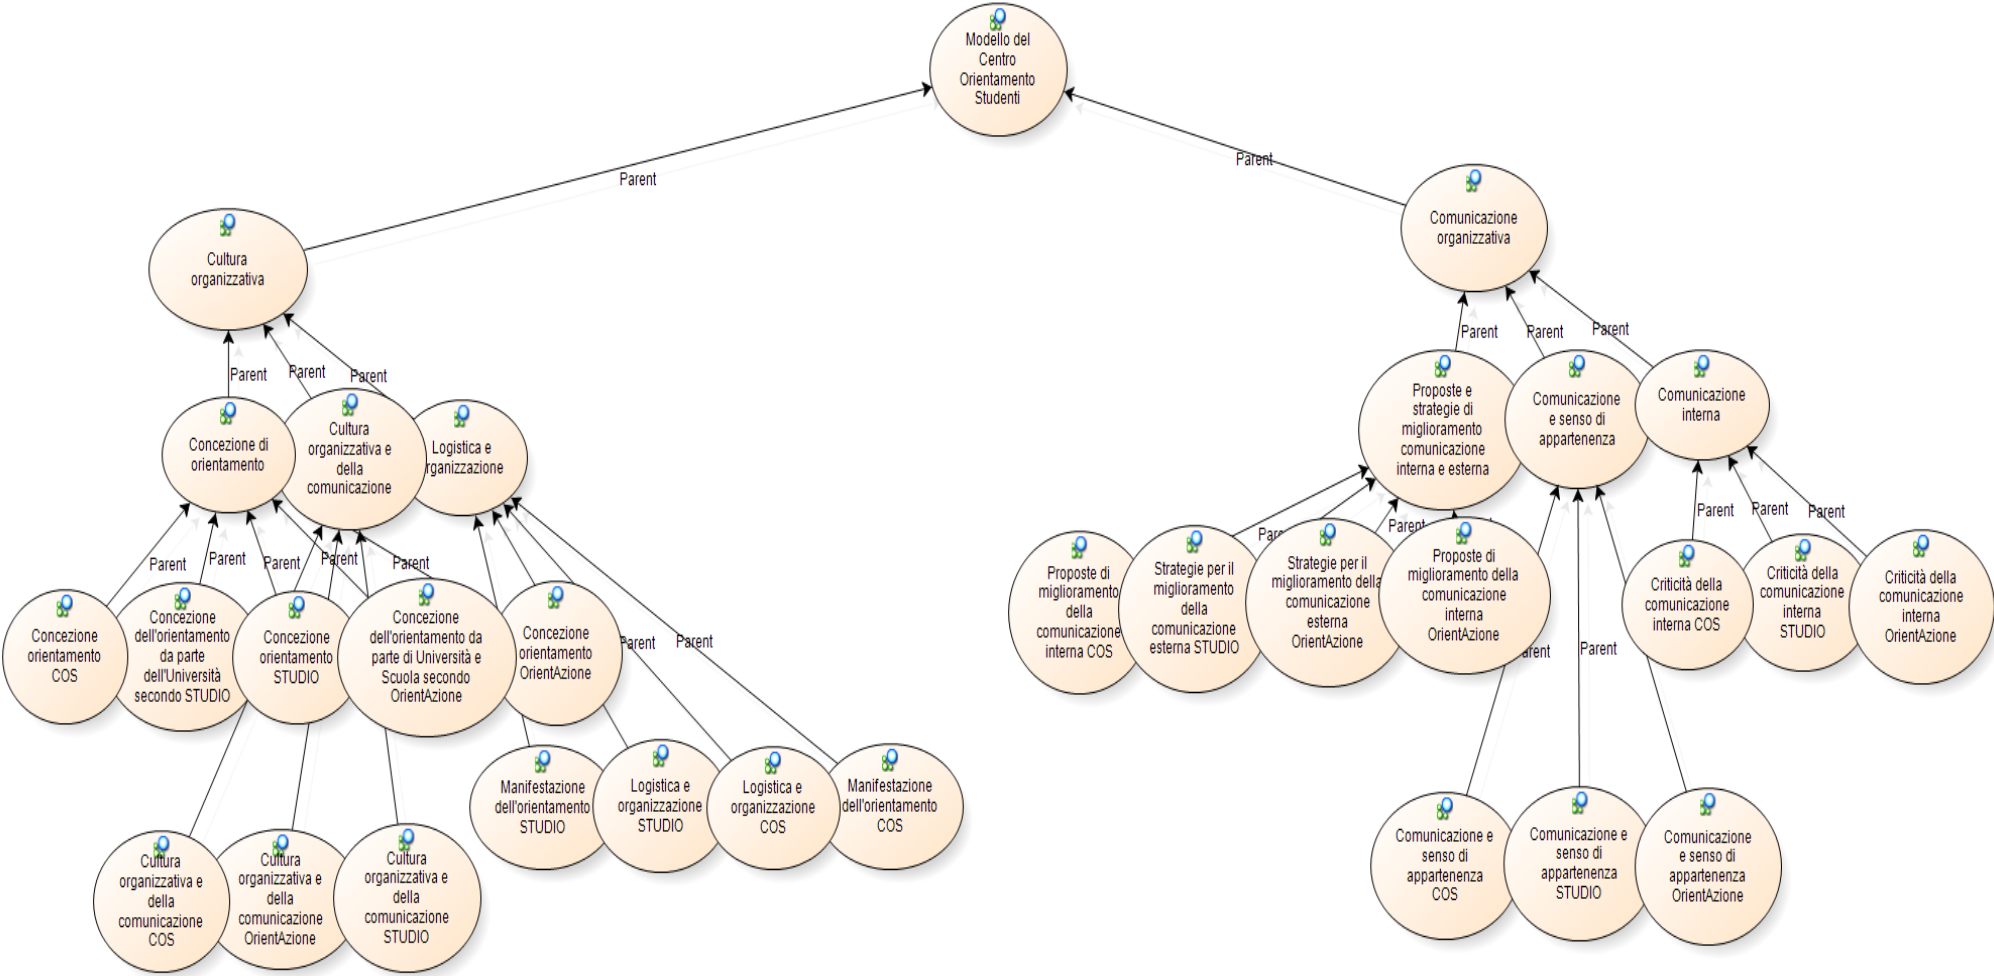 Modello del
Centro
Orientamento
Studenti
Parent
Parent
Cultura
organizzativa
Comunicazione
organizzativa
Parent
Parent
Parent
Parent
Parent
Parent
Concezione di
orientamento
Cultura
organizzativa e
della
comunicazione
Logistica e
rganizzazione
Proposte e
strategie di
miglioramento
comunicazione
interna e esterna
Comunicazione
e senso di
appartenenza
Comunicazione
interna
Parent
Parent
Parent
Parent
Parent
Parent
Parent
Parent
Parent
Concezione
orientamento
COS
Concezione
dell'orientamento
da parte
dell'Università
secondo STUDIO
Concezione
orientamento
STUDIO
Concezione
dell'orientamento da
parte di Università e
Scuola secondo
OrientAzione
Concezione
orientamento
OrientAzione
Parent
Parent
Proposte di
miglioramento
della
comunicazione
interna COS
Strategie per il
miglioramento
della
comunicazione
esterna STUDIO
Strategie per il
miglioramento della
comunicazione
esterna
OrientAzione
Proposte di
miglioramento della
comunicazione
interna
OrientAzione
Parent
Criticità della
comunicazione
interna COS
Criticità della
comunicazione
interna
STUDIO
Criticità della
comunicazione
interna
OrientAzione
Manifestazione
dell'orientamento
STUDIO
Logistica e
organizzazione
STUDIO
Logistica e
organizzazione
COS
Manifestazione
dell'orientamento
COS
Cultura
organizzativa e
della
comunicazione
COS
Cultura
organizzativa e
della
comunicazione
OrientAzione
Cultura
organizzativa e
della
comunicazione
STUDIO
Comunicazione e
senso di
appartenenza
COS
Comunicazione e
senso di
appartenenza
STUDIO
Comunicazione
e senso di
appartenenza
OrientAzione